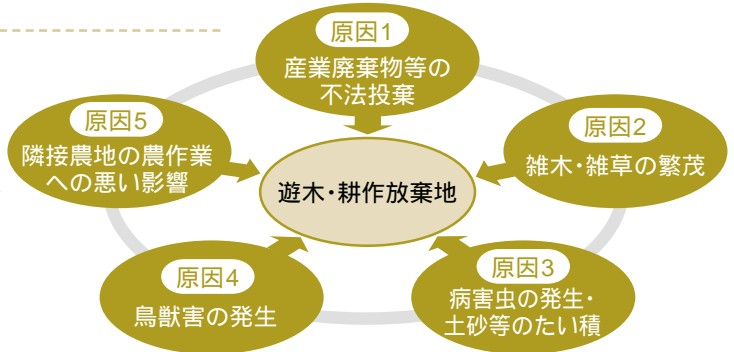 原因1
産業廃棄物等の
不法投棄
原因2
雑木・雑草の繁茂
原因3
病害虫の発生・
土砂等のたい積
原因4
鳥獣害の発生
原因5
隣接農地の農作業
への悪い影響
遊木・耕作放棄地